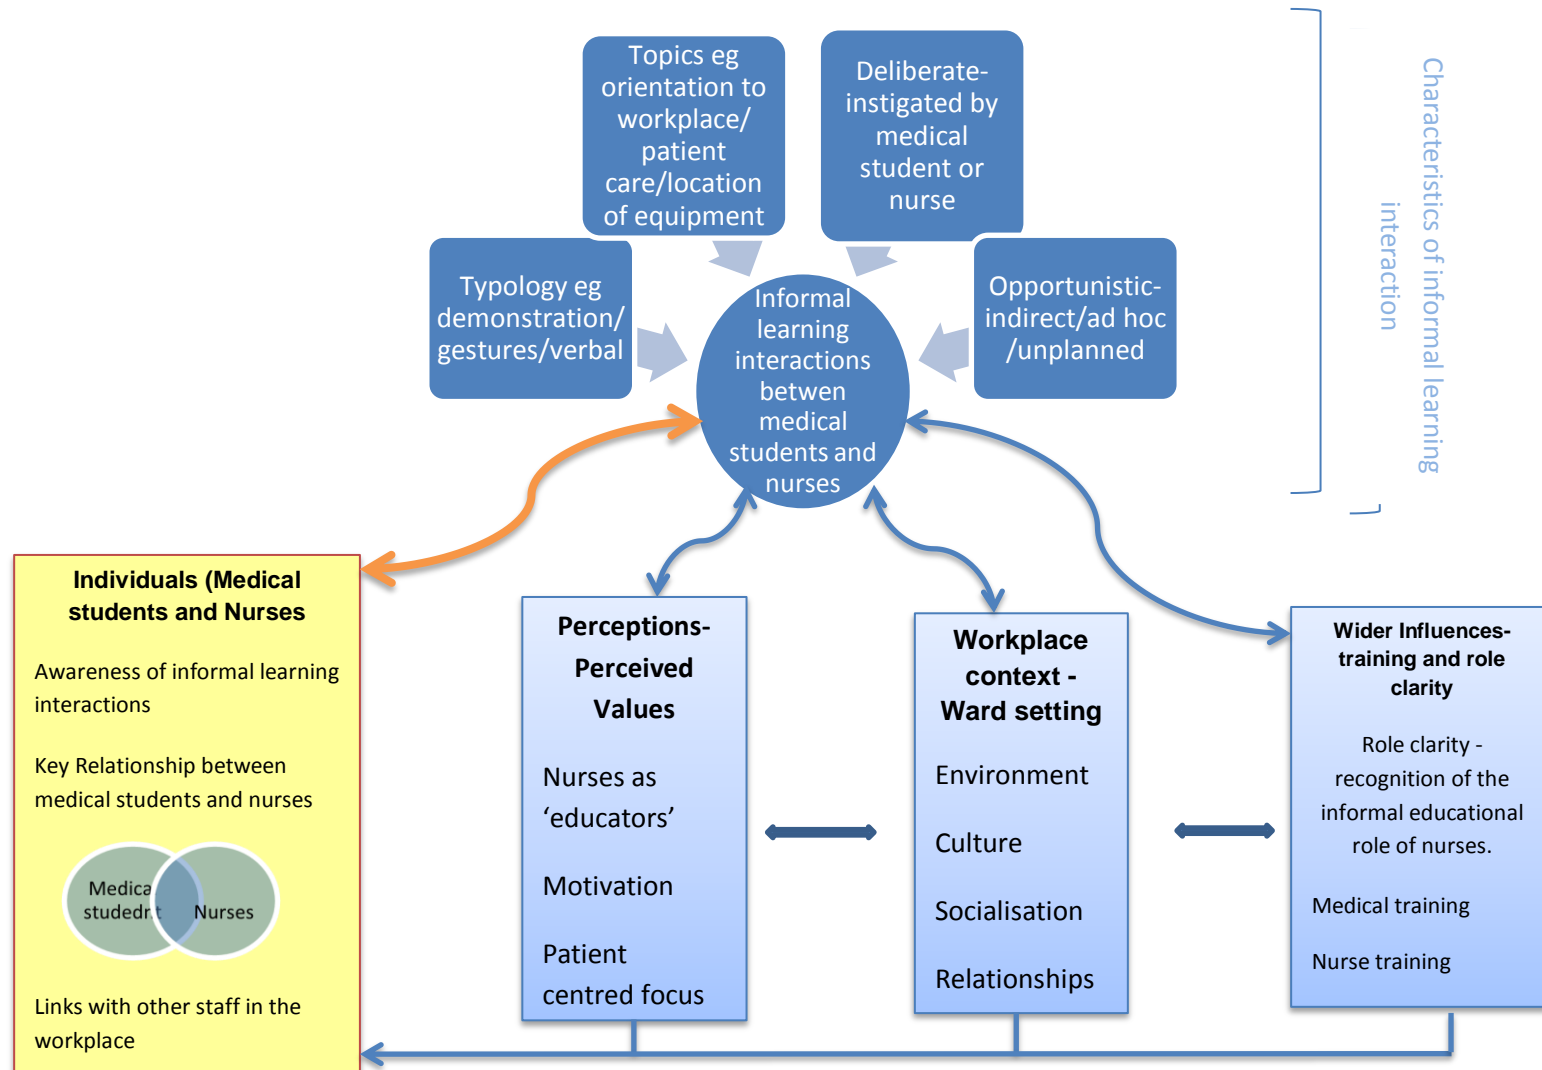 Topics eg
orientation to
workplace/
patient
care/location
of equipment
Deliberate-
instigated by
medical
student or
nurse
Typology eg
demonstration/
gestures/verbal
Opportunistic-
indirect/ad hoc
/unplanned
Informal
learning
interactions
betwen
medical
students and
nurses
Characteristics of informal learning
interaction
Individuals (Medical
students and Nurses
Awareness of informal learning
interactions
Key Relationship between
medical students and nurses
Medica
studedrt
Nurses
Links with other staff in the
workplace
Perceptions-
Perceived
Values
Nurses as
‘educators’
Motivation
Patient
centred focus
Workplace
context -
Ward setting
Environment
Culture
Socialisation
Relationships
Wider Influences-
training and role
clarity
Role clarity -
recognition of the
informal educational
role of nurses.
Medical training
Nurse training